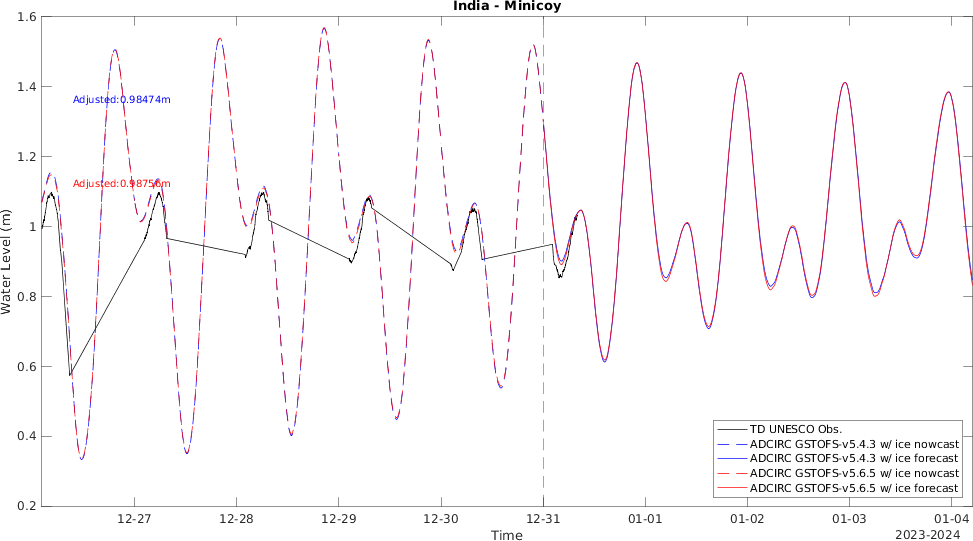 India - Minicoy
1.6
1.4
1.2
1
0.8
0.6
0.4
0.2
Water Level (m)
Adjusted:0.98474m
Adjusted:0.98756m
TD UNESCO Obs.
ADCIRC GSTOFS-v5.4.3 w/ ice nowcast
ADCIRC GSTOFS-v5.4.3 w/ ice forecast
ADCIRC GSTOFS-v5.6.5 w/ ice nowcast
ADCIRC GSTOFS-v5.6.5 w/ ice forecast
12-27 12-28 12-29 12-30 12-31 01-01 01-02 01-03 01-04
Time
2023-2024